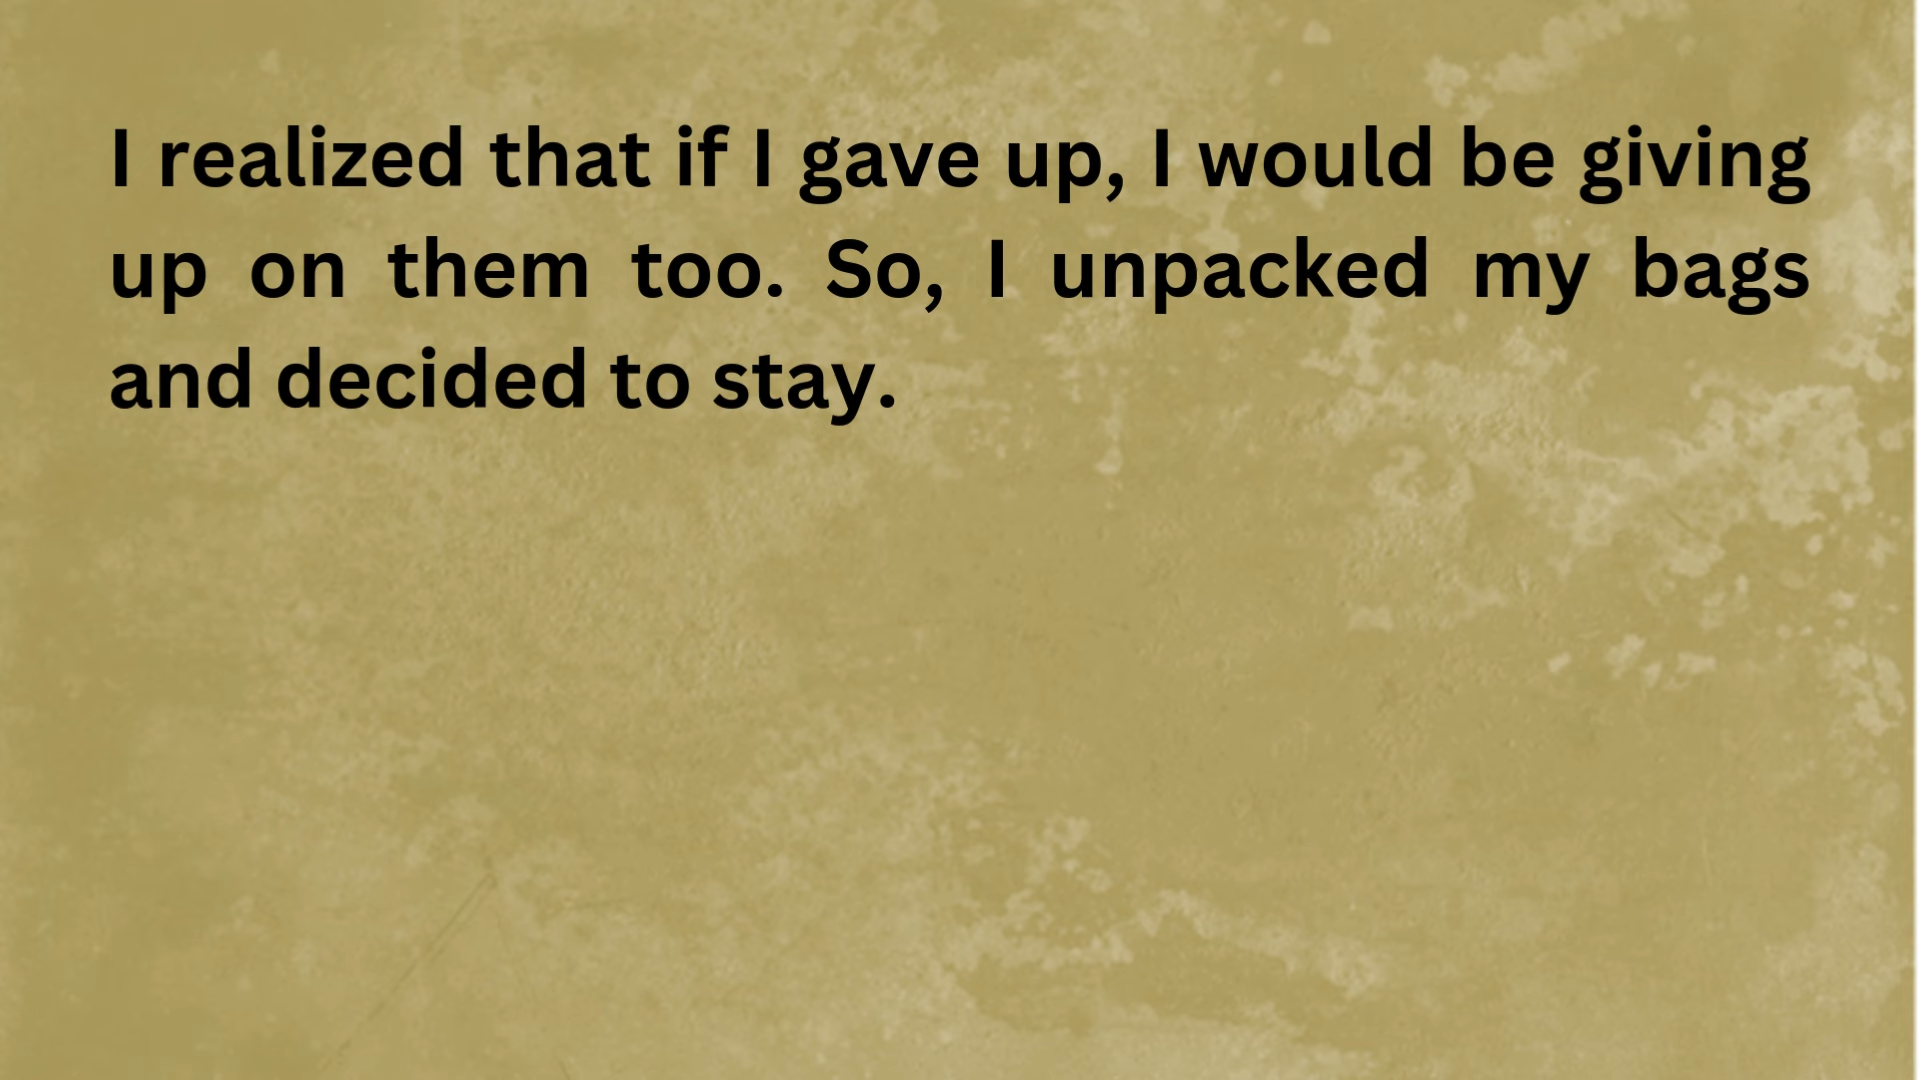 I realized that if I gave up, I would be giving
up on them too. So, I unpacked my bags
and decided to stay.